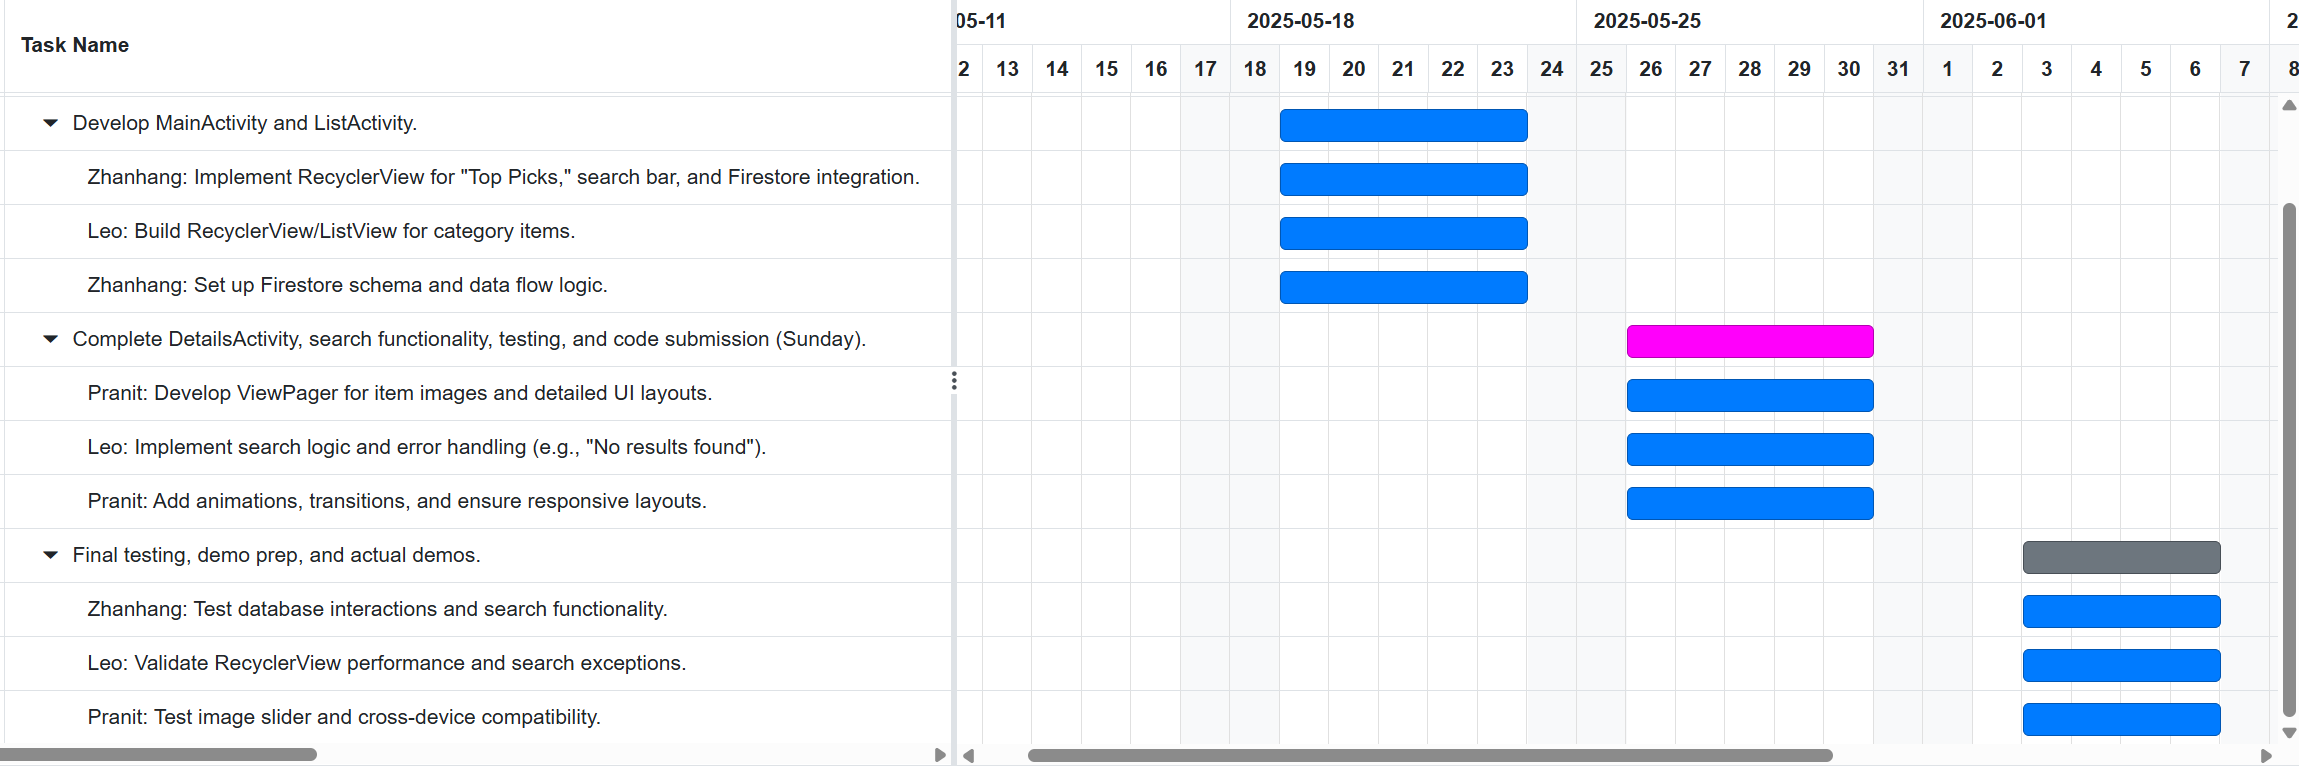 Task Name
05-11 2025-05-18 2025-05-25 2025-06-01 2
2 13 14 15 16 17 18 19 20 21 22 23 24 25 26 27 28 29 30 31 1 2 3 4 5 6 7 8
Develop MainActivity and ListActivity.
Zhanhang: Implement RecyclerView for "Top Picks," search bar, and Firestore integration.
Leo: Build RecyclerView/ListView for category items.
Zhanhang: Set up Firestore schema and data flow logic.
Complete DetailsActivity, search functionality, testing, and code submission (Sunday).
Pranit: Develop ViewPager for item images and detailed UI layouts.
Leo: Implement search logic and error handling (e.g., "No results found").
Pranit: Add animations, transitions, and ensure responsive layouts.
Final testing, demo prep, and actual demos.
Zhanhang: Test database interactions and search functionality.
Leo: Validate RecyclerView performance and search exceptions.
Pranit: Test image slider and cross-device compatibility.